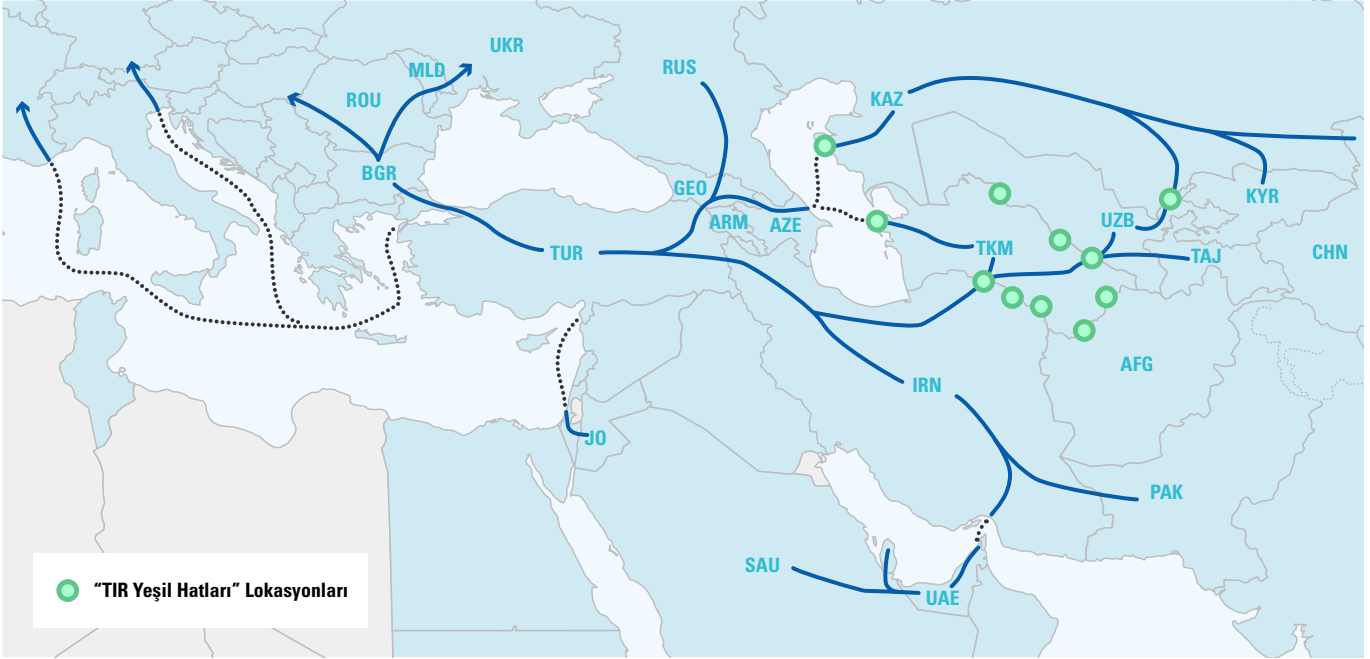 UKR
MLD
RUS
ROU
KAZ
BGR
GEO
KYR
ARM
AZE
UZB
TUR
TKM
TAJ
CHN
AFG
IRN
JO
PAK
SAU
UAE
“TIR Yeşil Hatları” Lokasyonları